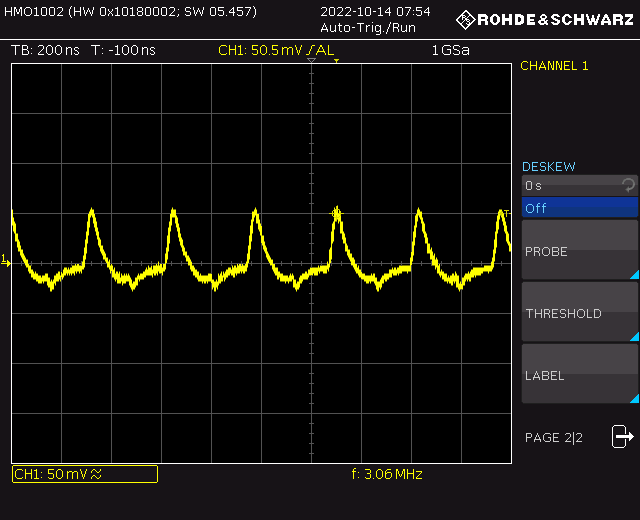 HMO1002 (HW 0x10180002; SW 05.457)
2022-10-14 07:54
Auto-Trig./Run
ROHDE&SCHWARZ
TB: 200 ns T: -100 ns CH1: 50.5 mV / AL 1 GSa
CHANNEL 1
DESKEW
0 s
Off
PROBE
THRESHOLD
LABEL
PAGE 2|2
1
T
CH1: 50 mV ≈
f: 3.06 MHz